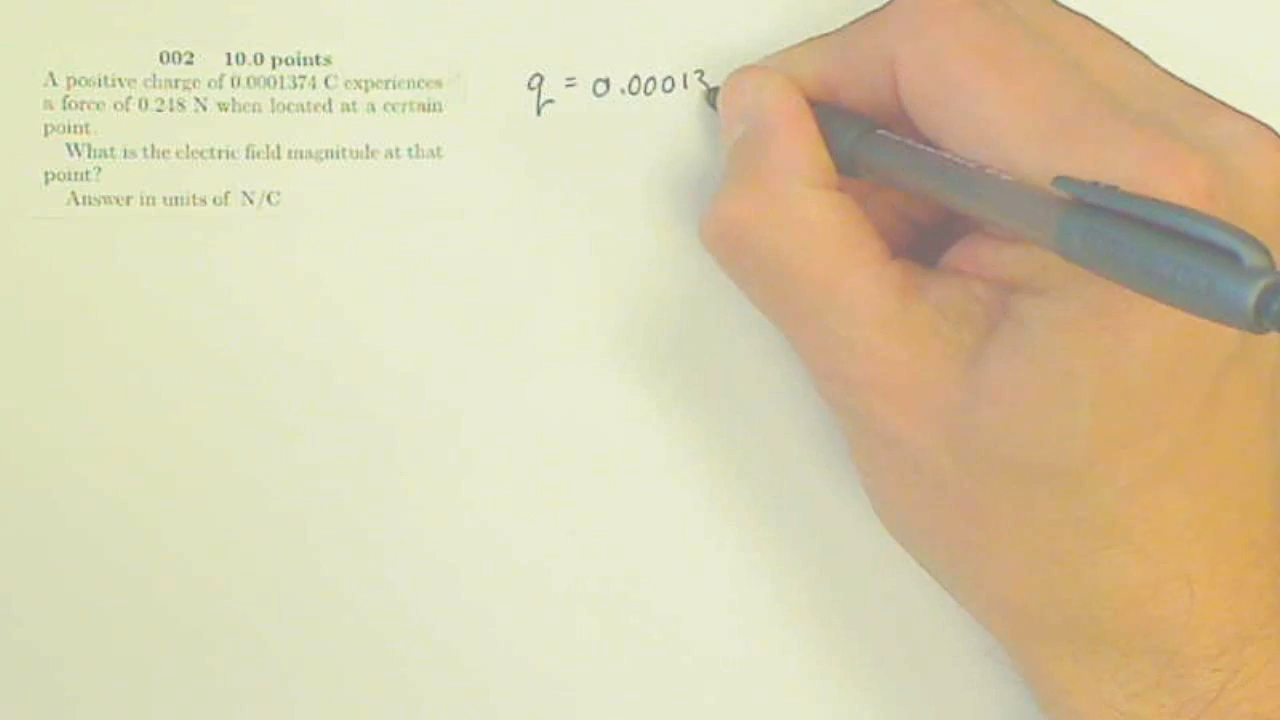 002 10.0 points
A positive charge of 0.0001374 C experiences
a force of 0.248 N when located at a certain
point.
What is the electric field magnitude at that
point?
Answer in units of N/C
q = 0.00013